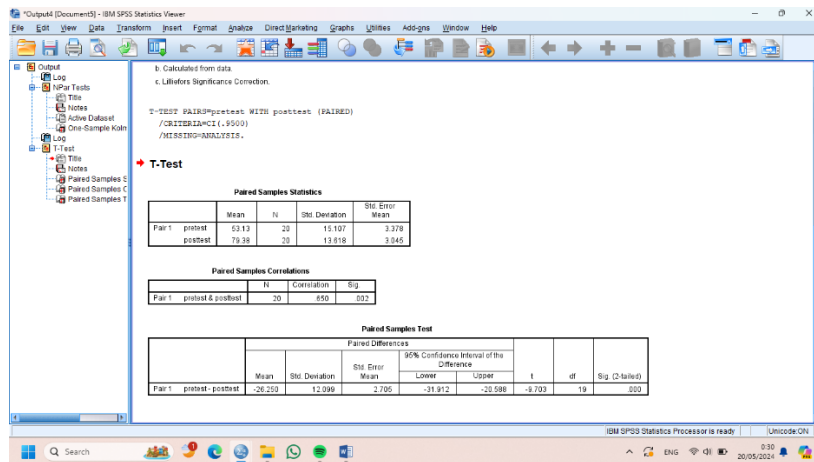 *Output4 [Document5] - IBM SPSS Statistics Viewer
File Edit View Data Transform Insert Format Analyze Direct Marketing Graphs Utilities Add-ons Window Help
Output
Log
NPar Tests
Title
Notes
Active Dataset
One-Sample Kolm
Log
T-Test
Title
Notes
Paired Samples S
Paired Samples C
Paired Samples T
b. Calculated from data.
c. Lilliefors Significance Correction.
T-TEST PAIRS=pretest WITH posttest (PAIRED)
/CRITERIA=CI(.9500)
/MISSING=ANALYSIS.
T-Test
Paired Samples Statistics
Mean N Std. Deviation Std. Error Mean
Pair 1 pretest 53.13 20 15.107 3.378
posttest 79.38 20 13.618 3.045
Paired Samples Correlations
N Correlation Sig.
Pair 1 pretest & posttest 20 .650 .002
Paired Samples Test
Paired Differences
95% Confidence Interval of the Difference
Mean Std. Deviation Std. Error Mean Lower Upper t df Sig. (2-tailed)
Pair 1 pretest - posttest -26.250 12.099 2.705 -31.912 -20.588 -9.703 19 .000
IBM SPSS Statistics Processor is ready Unicode:ON
Search
ENG
0:30
20/05/2024